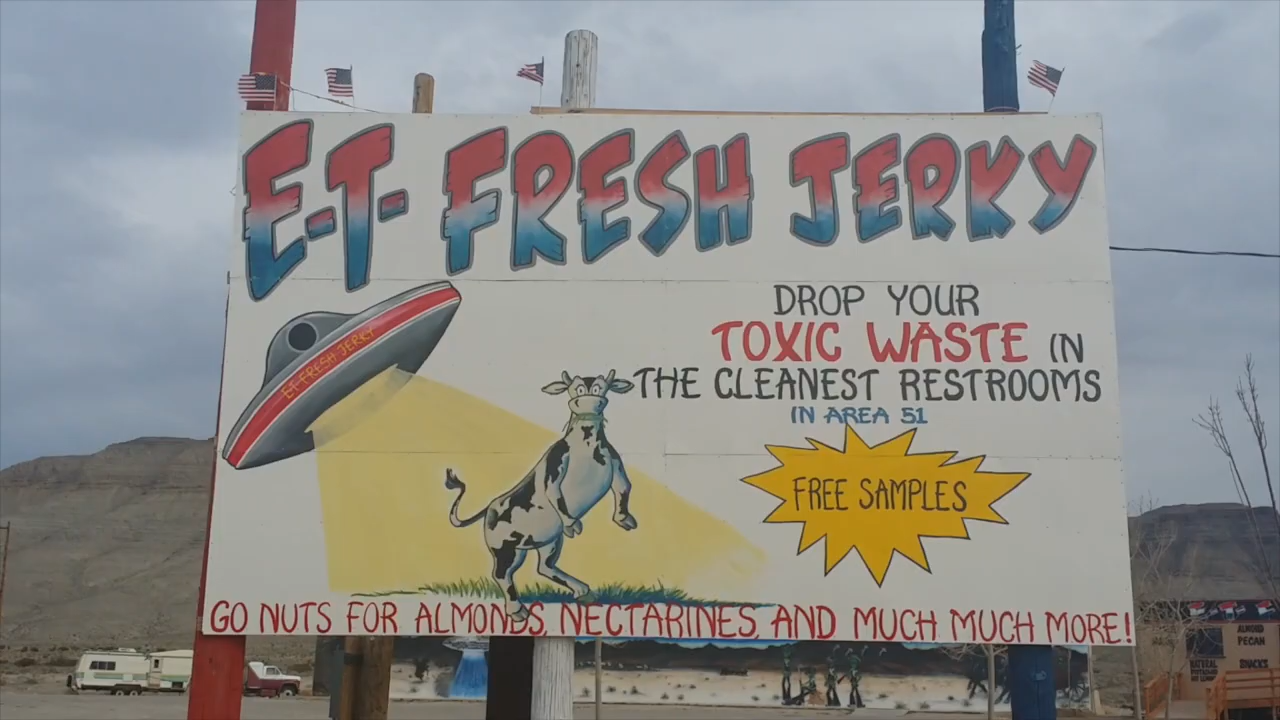 E-T- FRESH JERKY
E.T. FRESH JERKY
DROP YOUR
TOXIC WASTE IN
THE CLEANEST RESTROOMS
IN AREA 51
FREE SAMPLES
GO NUTS FOR ALMONDS, NECTARINES, AND MUCH MUCH MORE!
ALMOND
PECAN
NATURAL
SNACKS